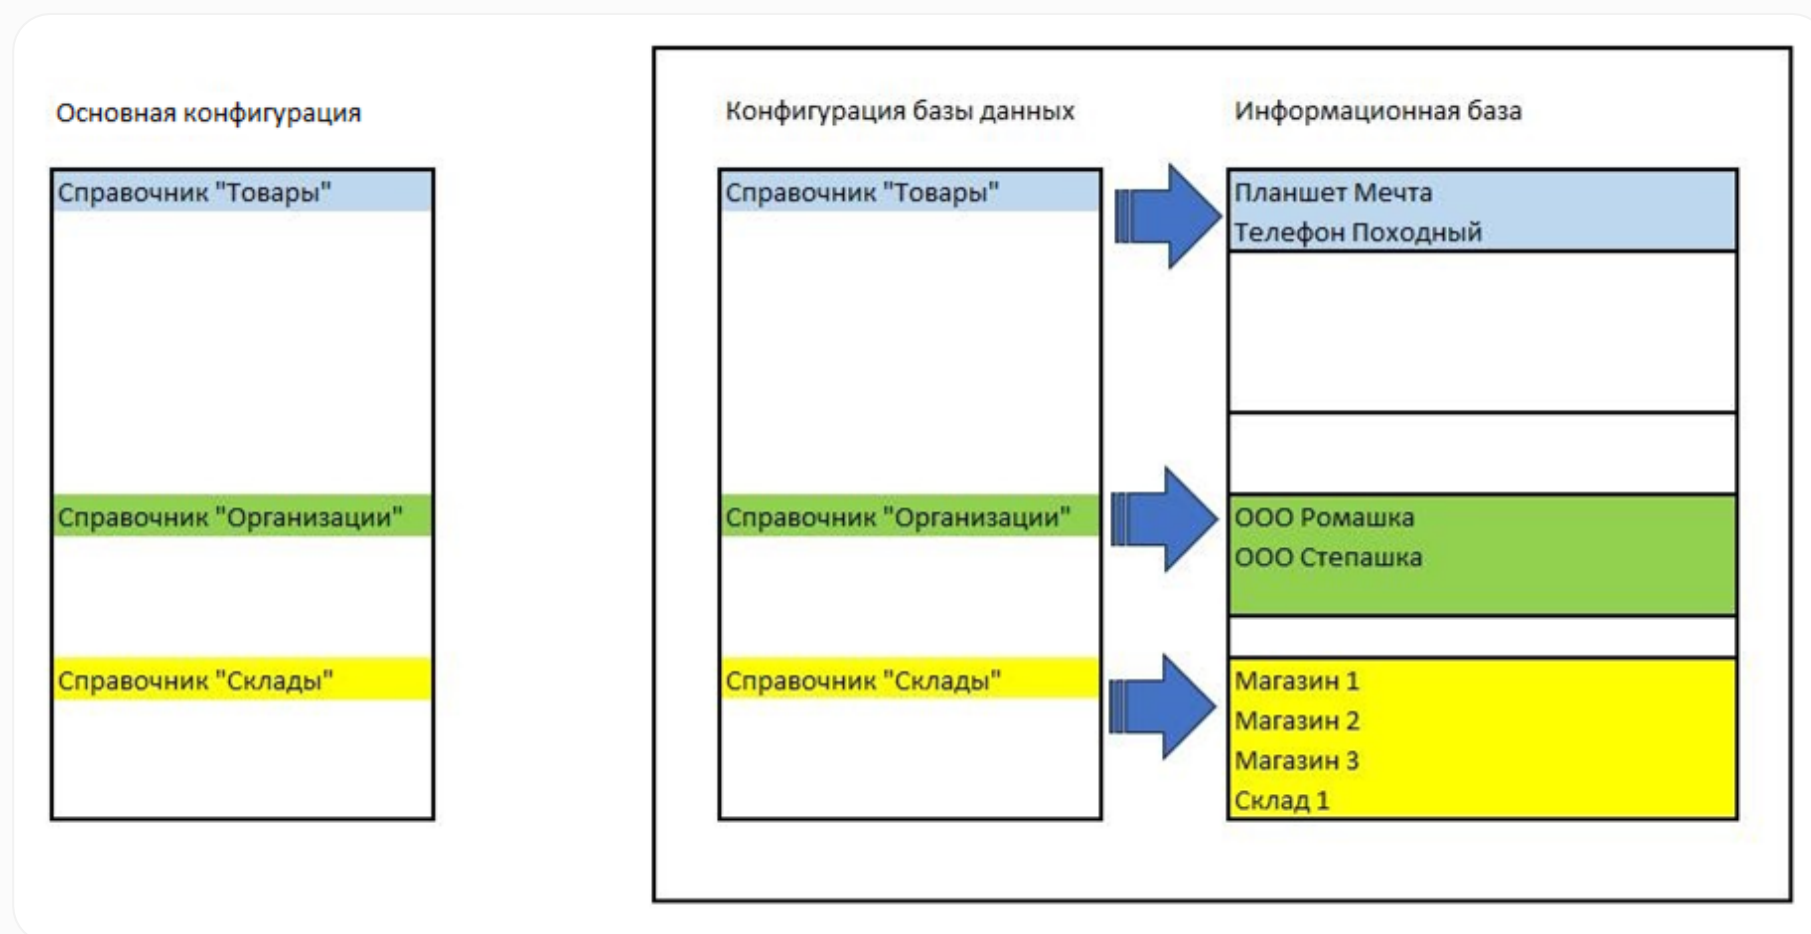 Основная конфигурация
Справочник "Товары"
Справочник "Организации"
Справочник "Склады"
Конфигурация базы данных
Справочник "Товары"
Справочник "Организации"
Справочник "Склады"
Информационная база
Планшет Мечта
Телефон Походный
ООО Ромашка
ООО Степашка
Магазин 1
Магазин 2
Магазин 3
Склад 1